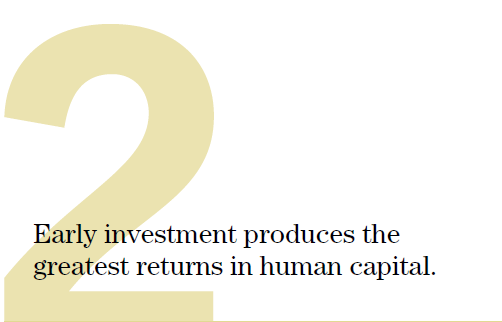 2
Early investment produces the
greatest returns in human capital.